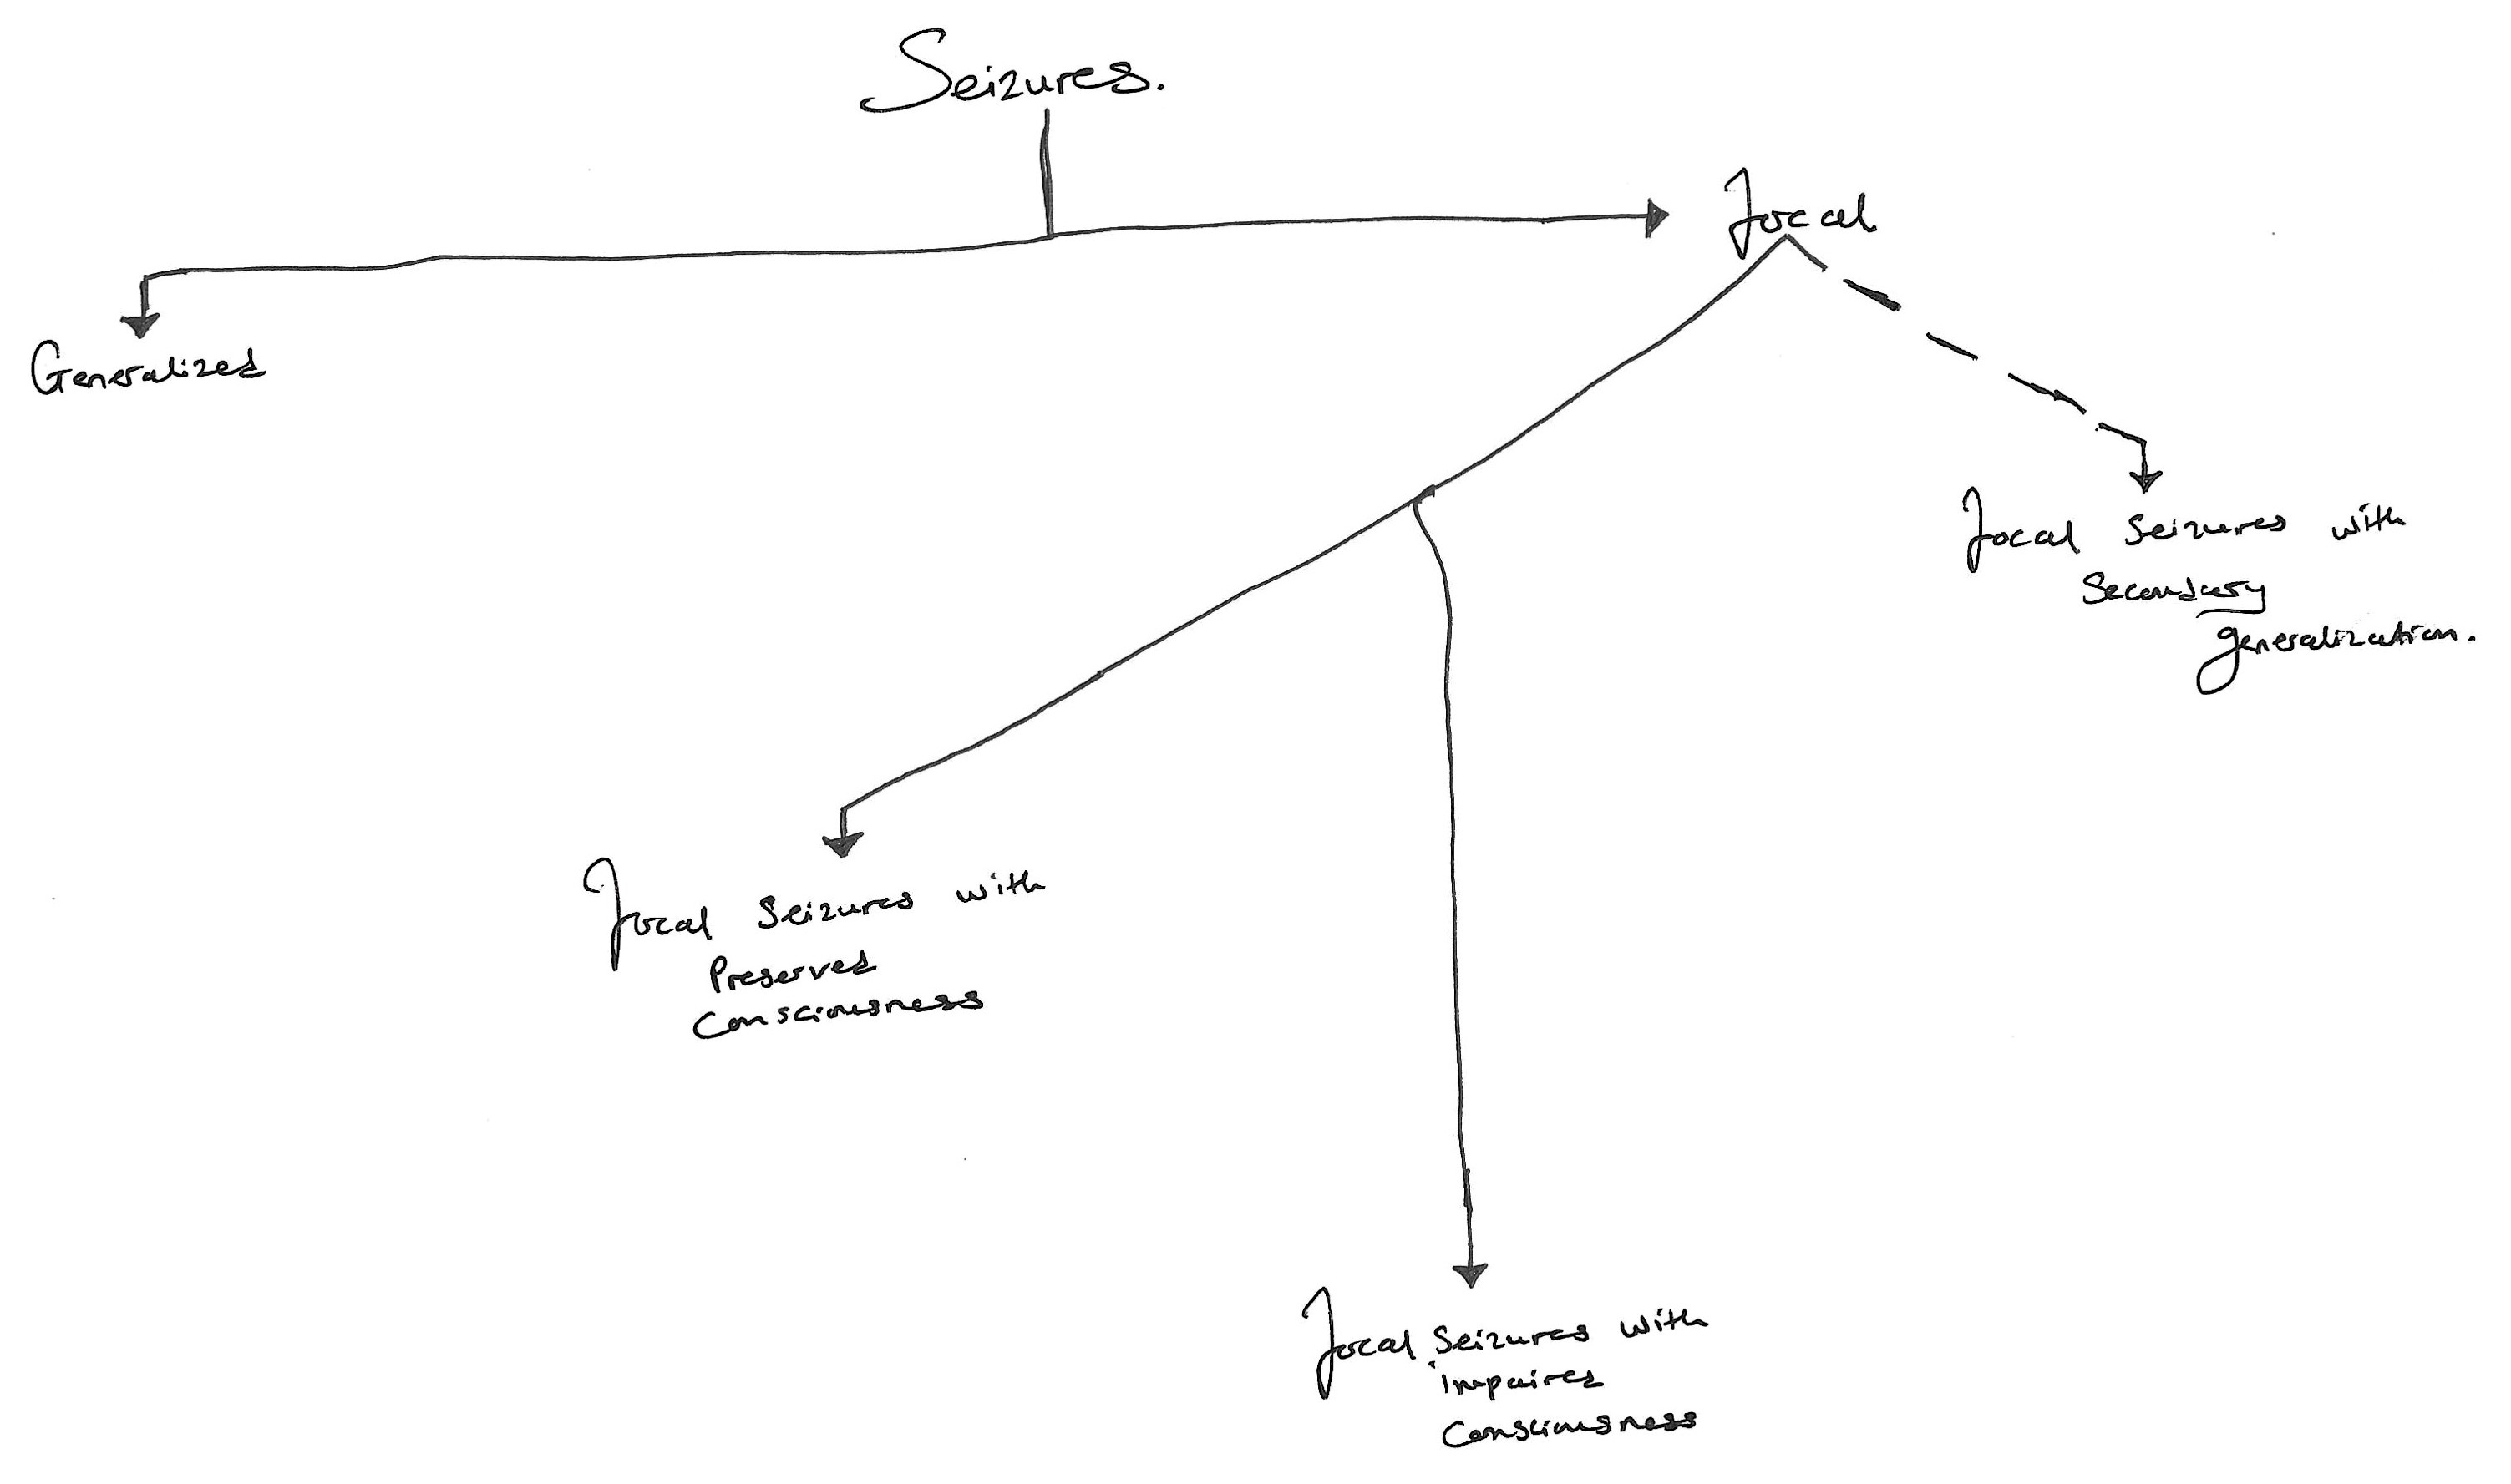 Seizures.
Focal
Generalized
Focal Seizures with
Secondary
generalization.
Focal Seizures with
Preserved
Consciousness
Focal Seizures with
impaired
Consciousness